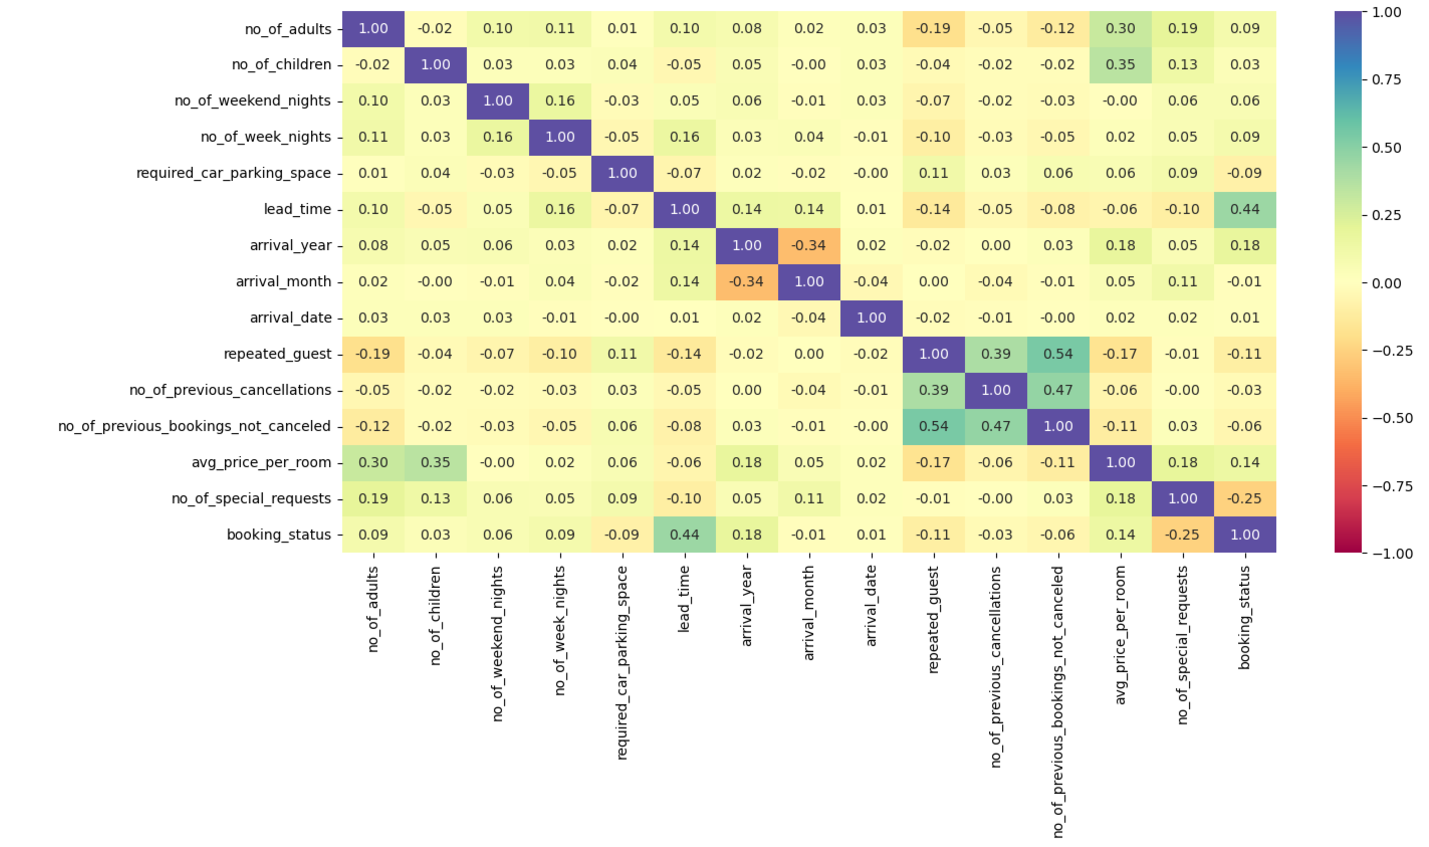 no_of_adults 1.00 -0.02 0.10 0.11 0.01 0.10 0.08 0.02 0.03 -0.19 -0.05 -0.12 0.30 0.19 0.09
no_of_children -0.02 1.00 0.03 0.03 0.04 -0.05 0.05 -0.00 0.03 -0.04 -0.02 -0.02 0.35 0.13 0.03
no_of_weekend_nights 0.10 0.03 1.00 0.16 -0.03 0.05 0.06 -0.01 0.03 -0.07 -0.02 -0.03 -0.00 0.06 0.06
no_of_week_nights 0.11 0.03 0.16 1.00 -0.05 0.16 0.03 0.04 -0.01 -0.10 -0.03 -0.05 0.02 0.05 0.09
required_car_parking_space 0.01 0.04 -0.03 -0.05 1.00 -0.07 0.02 -0.02 -0.00 0.11 0.03 0.06 0.06 0.09 -0.09
lead_time 0.10 -0.05 0.05 0.16 -0.07 1.00 0.14 0.14 0.01 -0.14 -0.05 -0.08 -0.06 -0.10 0.44
arrival_year 0.08 0.05 0.06 0.03 0.02 0.14 1.00 -0.34 0.02 -0.02 0.00 0.03 0.18 0.05 0.18
arrival_month 0.02 -0.00 -0.01 0.04 -0.02 0.14 -0.34 1.00 -0.04 0.00 -0.04 -0.01 0.05 0.11 -0.01
arrival_date 0.03 0.03 0.03 -0.01 -0.00 0.01 0.02 -0.04 1.00 -0.02 -0.01 -0.00 0.02 0.02 0.01
repeated_guest -0.19 -0.04 -0.07 -0.10 0.11 -0.14 -0.02 0.00 -0.02 1.00 0.39 0.54 -0.17 -0.01 -0.11
no_of_previous_cancellations -0.05 -0.02 -0.02 -0.03 0.03 -0.05 0.00 -0.04 -0.01 0.39 1.00 0.47 -0.06 -0.00 -0.03
no_of_previous_bookings_not_canceled -0.12 -0.02 -0.03 -0.05 0.06 -0.08 0.03 -0.01 -0.00 0.54 0.47 1.00 -0.11 0.03 -0.06
avg_price_per_room 0.30 0.35 -0.00 0.02 0.06 -0.06 0.18 0.05 0.02 -0.17 -0.06 -0.11 1.00 0.18 0.14
no_of_special_requests 0.19 0.13 0.06 0.05 0.09 -0.10 0.05 0.11 0.02 -0.01 -0.00 0.03 0.18 1.00 -0.25
booking_status 0.09 0.03 0.06 0.09 -0.09 0.44 0.18 -0.01 0.01 -0.11 -0.03 -0.06 0.14 -0.25 1.00
no_of_adults
no_of_children
no_of_weekend_nights
no_of_week_nights
required_car_parking_space
lead_time
arrival_year
arrival_month
arrival_date
repeated_guest
no_of_previous_cancellations
no_of_previous_bookings_not_canceled
avg_price_per_room
no_of_special_requests
booking_status
1.00
0.75
0.50
0.25
0.00
−0.25
−0.50
−0.75
−1.00